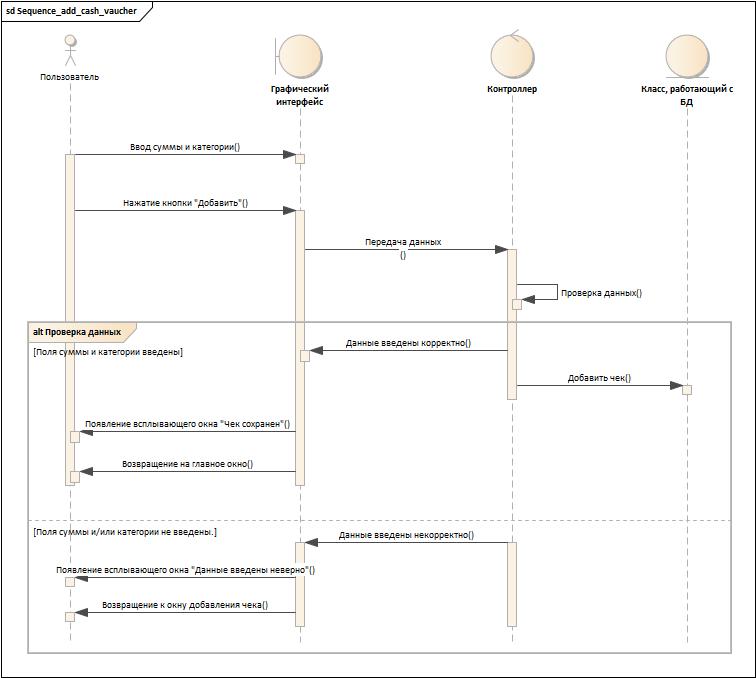 sd Sequence_add_cash_vaucher
Пользователь
Графический
интерфейс
Контроллер
Класс, работающий с
БД
Ввод суммы и категории()
Нажатие кнопки "Добавить"()
Передача данных
()
Проверка данных()
alt Проверка данных
[Поля суммы и категории введены]
Данные введены корректно()
Добавить чек()
Появление всплывающего окна "Чек сохранен"()
Возвращение на главное окно()
[Поля суммы и/или категории не введены.]
Данные введены некорректно()
Появление всплывающего окна "Данные введены неверно"()
Возвращение к окну добавления чека()